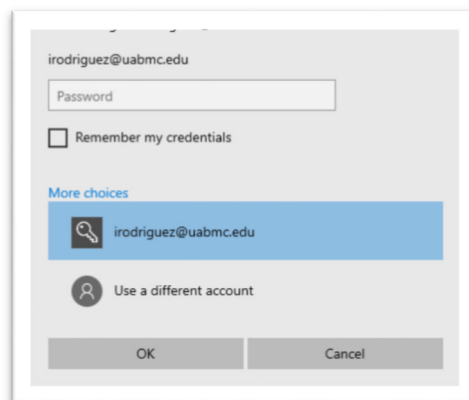 irodriguez@uabmc.edu
Password
Remember my credentials
More choices
irodriguez@uabmc.edu
Use a different account
OK Cancel